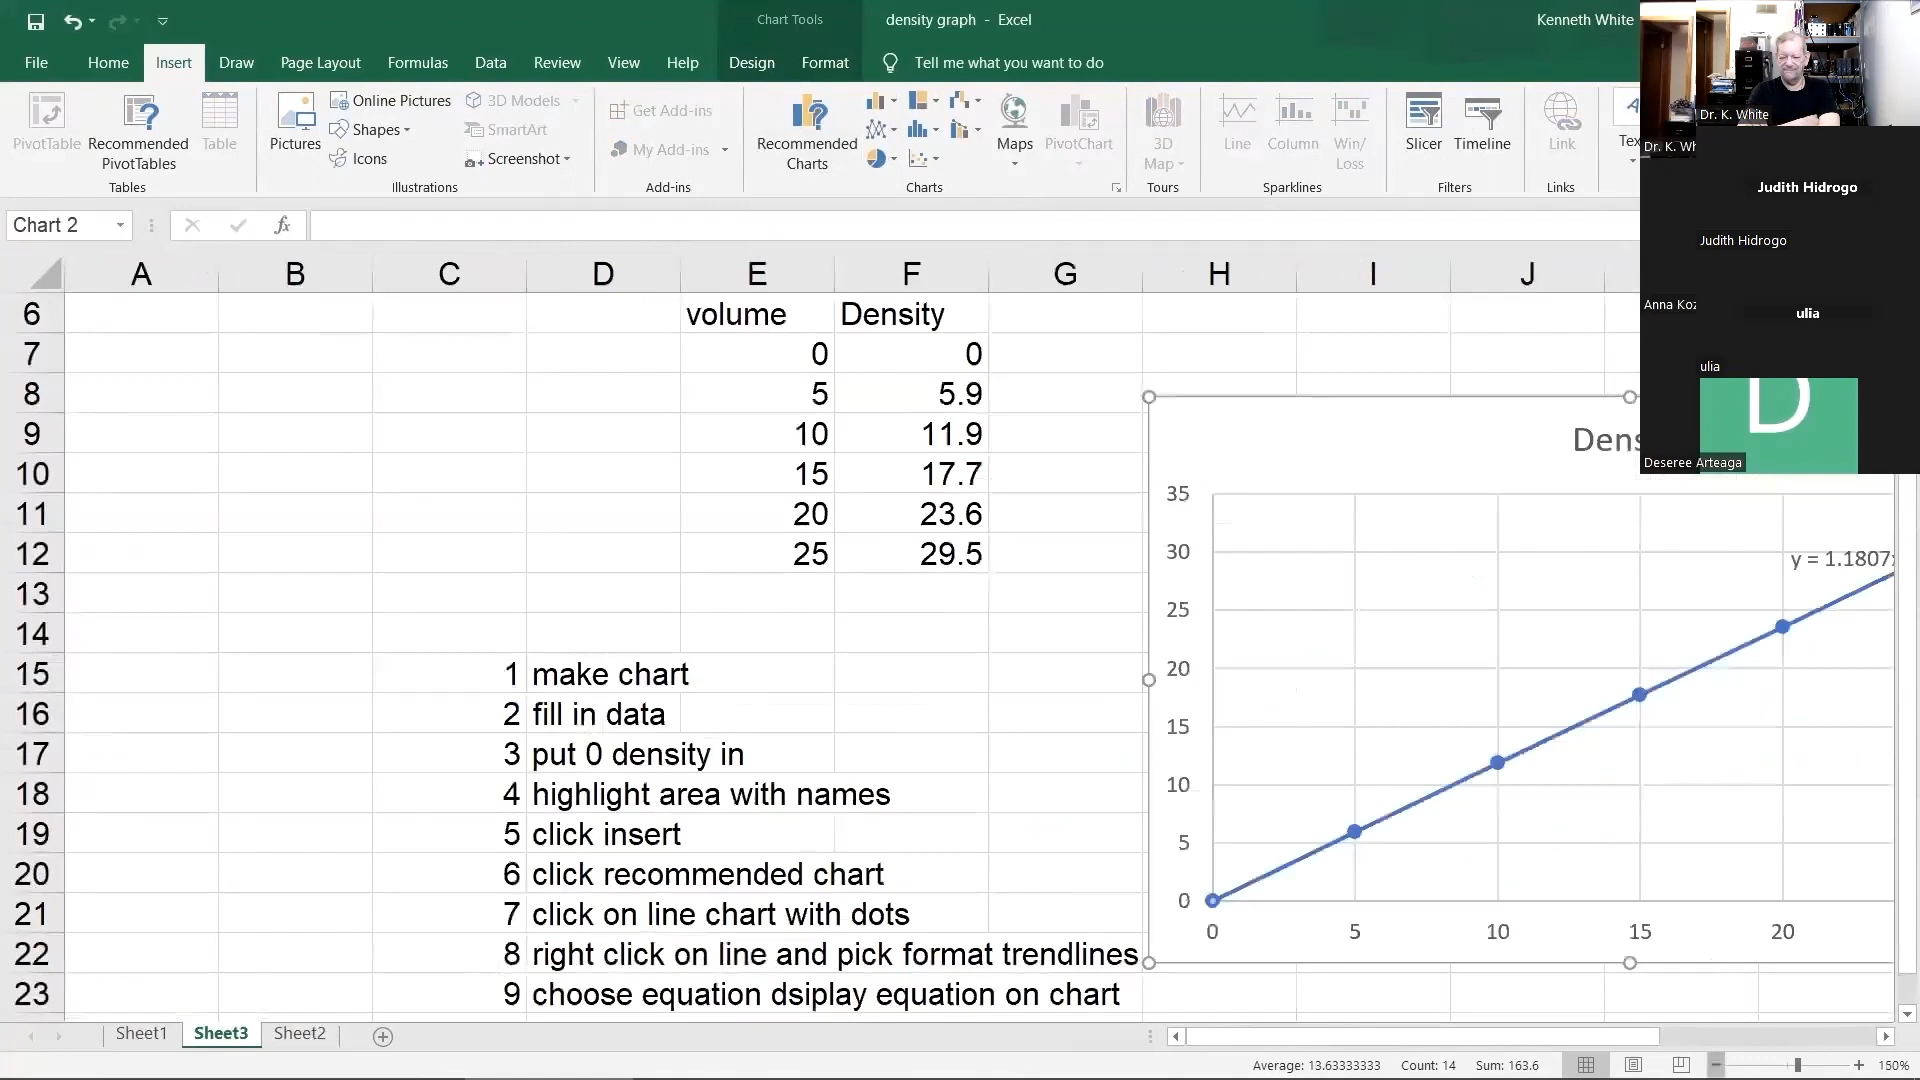 Chart Tools
density graph - Excel
Kenneth White
File Home Insert Draw Page Layout Formulas Data Review View Help Design Format Tell me what you want to do
PivotTable
Recommended PivotTables
Table
Tables
Pictures
Online Pictures
Shapes
Icons
3D Models
SmartArt
Screenshot
Illustrations
Get Add-ins
My Add-ins
Add-ins
Recommended Charts
Maps
PivotChart
Charts
3D Map
Tours
Line
Column
Win/Loss
Sparklines
Slicer
Timeline
Filters
Link
Links
Dr. K. White
Dr. K. Wh
Judith Hidrogo
Judith Hidrogo
Anna Koz
ulia
ulia
D
Deseree Arteaga
Chart 2
fx
A B C D E F G H I J
6 volume Density
7 0 0
8 5 5.9
9 10 11.9
10 15 17.7
11 20 23.6
12 25 29.5
13
14
15 1 make chart
16 2 fill in data
17 3 put 0 density in
18 4 highlight area with names
19 5 click insert
20 6 click recommended chart
21 7 click on line chart with dots
22 8 right click on line and pick format trendlines
23 9 choose equation dsiplay equation on chart
35
30
25
20
15
10
5
0
0 5 10 15 20
y = 1.1807
Sheet1 Sheet3 Sheet2
Average: 13.63333333 Count: 14 Sum: 163.6
150%